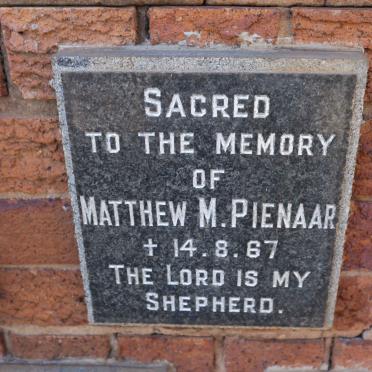 SACRED
TO THE MEMORY
OF
MATTHEW M. PIENAAR
† 14.8.67
THE LORD IS MY
SHEPHERD.